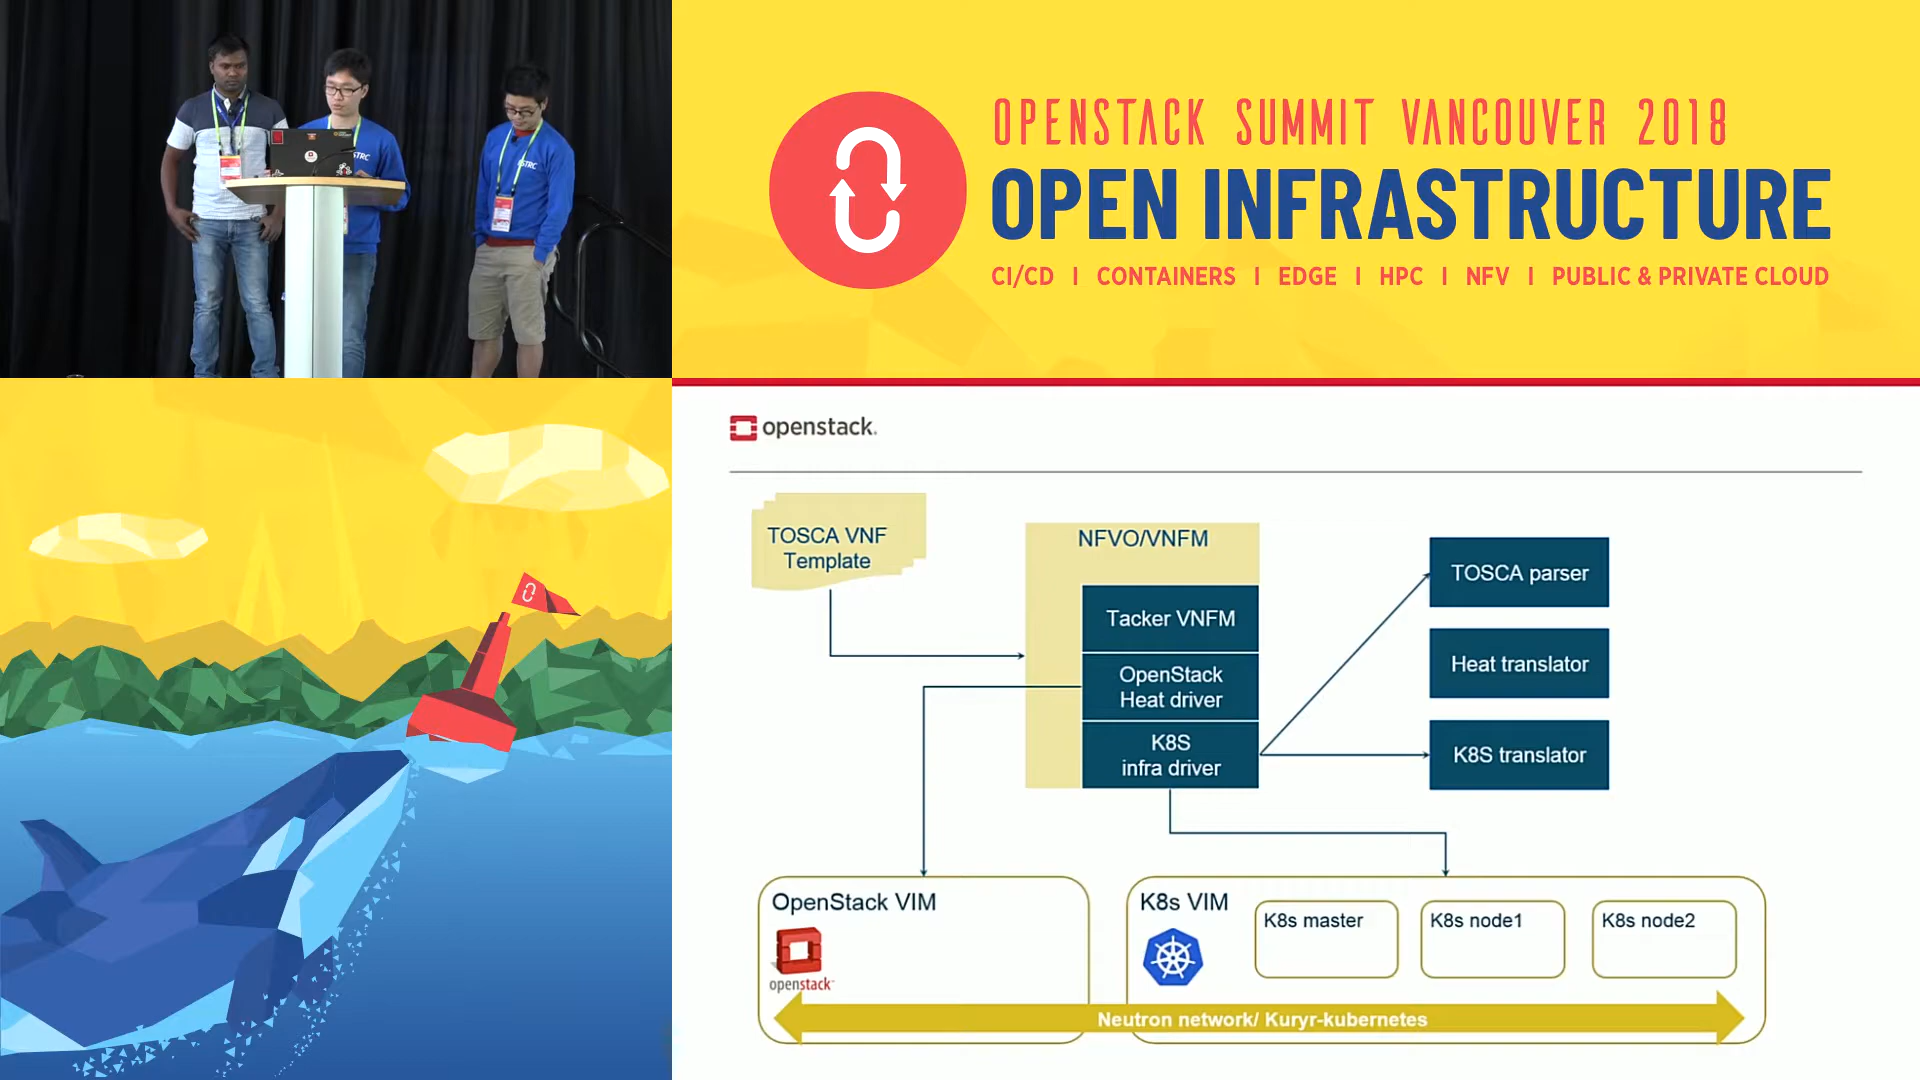 OPENSTACK SUMMIT VANCOUVER 2018
OPEN INFRASTRUCTURE
CI/CD | CONTAINERS | EDGE | HPC | NFV | PUBLIC & PRIVATE CLOUD
openstack.
TOSCA VNF
Template
NFVO/VNFM
Tacker VNFM
OpenStack
Heat driver
K8S
infra driver
TOSCA parser
Heat translator
K8S translator
OpenStack VIM
openstack
K8s VIM
K8s master
K8s node1
K8s node2
Neutron network/ Kuryr-kubernetes